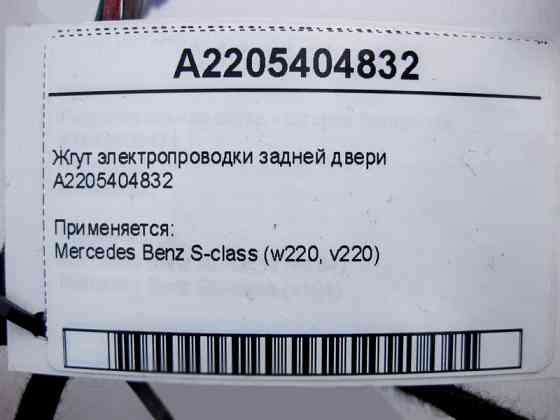 A2205404832
Жгут электропроводки задней двери
A2205404832
Применяется:
Mercedes Benz S-class (w220, v220)